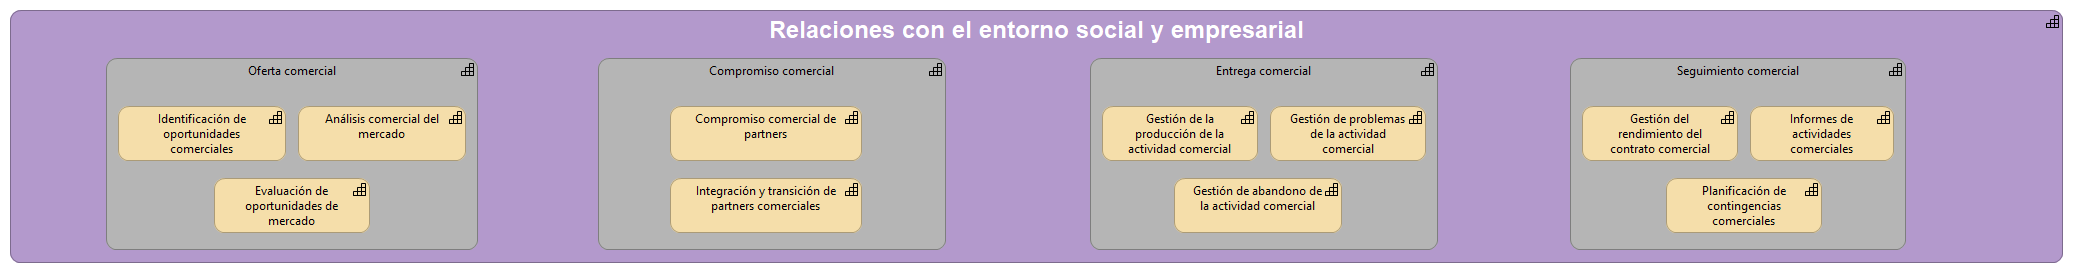 Relaciones con el entorno social y empresarial
Oferta comercial
Identificación de
oportunidades
comerciales
Análisis comercial del
mercado
Evaluación de
oportunidades de
mercado
Compromiso comercial
Compromiso comercial de
partners
Integración y transición de
partners comerciales
Entrega comercial
Gestión de la
producción de la
actividad comercial
Gestión de problemas
de la actividad
comercial
Gestión de abandono de
la actividad comercial
Seguimiento comercial
Gestión del
rendimiento del
contrato comercial
Informes de
actividades
comerciales
Planificación de
contingencias
comerciales